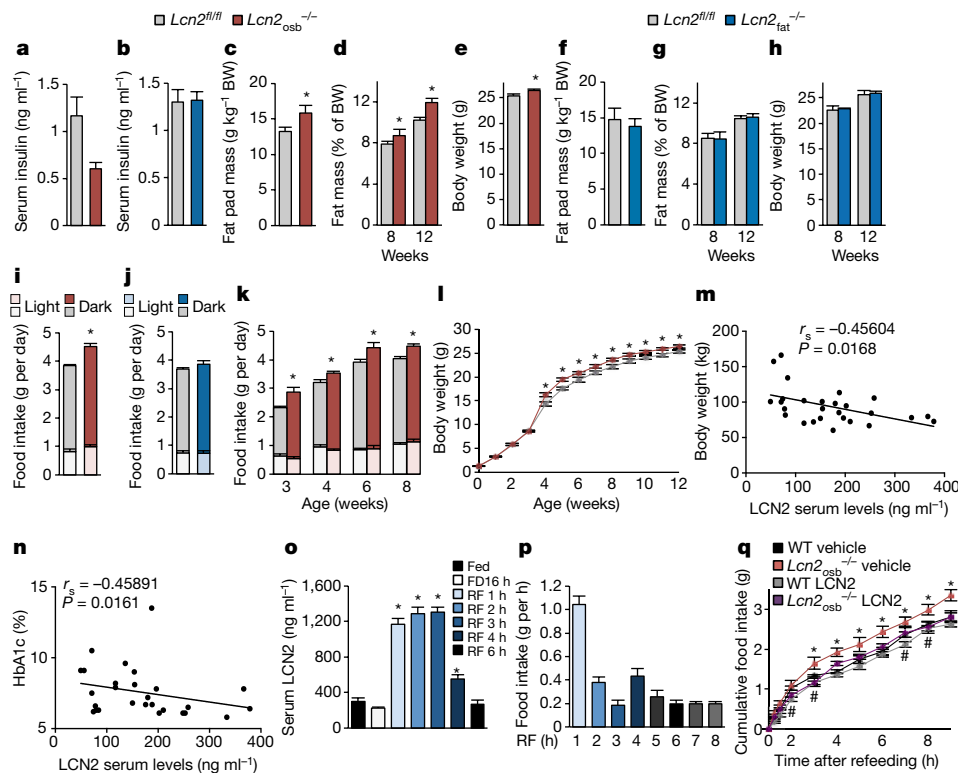 Lcn2fl/fl Lcn2osb−/− Lcn2fl/fl Lcn2fat−/−
a b c d e f g h
Serum insulin (ng ml−1)
1.5
1
0.5
0
Serum insulin (ng ml−1)
1.5
1
0.5
0
Fat pad mass (g kg−1 BW)
20
15
10
5
0
*
Fat mass (% of BW)
16
12
8
4
0
* *
8 12
Weeks
Body weight (g)
25
20
15
10
5
0
*
Fat pad mass (g kg−1 BW)
20
15
10
5
0
Fat mass (% of BW)
12
8
4
0
8 12
Weeks
Body weight (g)
25
20
15
10
5
0
8 12
Weeks
i j k l m
Light Dark
Food intake (g per day)
5
4
3
2
1
0
*
Light Dark
Food intake (g per day)
5
4
3
2
1
0
Food intake (g per day)
5
4
3
2
1
0
* * * *
3 4 6 8
Age (weeks)
Body weight (g)
30
25
20
15
10
5
0
* * * * * * * * *
0 2 4 6 8 10 12
Age (weeks)
rs = −0.45604
P = 0.0168
Body weight (kg)
200
150
100
50
0
0 100 200 300 400
LCN2 serum levels (ng ml−1)
n o p q
rs = −0.45891
P = 0.0161
HbA1c (%)
15
10
5
0 100 200 300 400
LCN2 serum levels (ng ml−1)
Fed
FD16 h
RF 1 h
RF 2 h
RF 3 h
RF 4 h
RF 6 h
Serum LCN2 (ng ml−1)
1,600
1,200
800
400
0
* * * *
Food intake (g per h)
1.2
1.0
0.8
0.6
0.4
0.2
0
RF (h) 1 2 3 4 5 6 7 8
WT vehicle
Lcn2osb−/− vehicle
WT LCN2
Lcn2osb−/− LCN2
Cumulative food intake (g)
3
2
1
0
* * * * * * * *
# # # #
0 2 4 6 8
Time after refeeding (h)